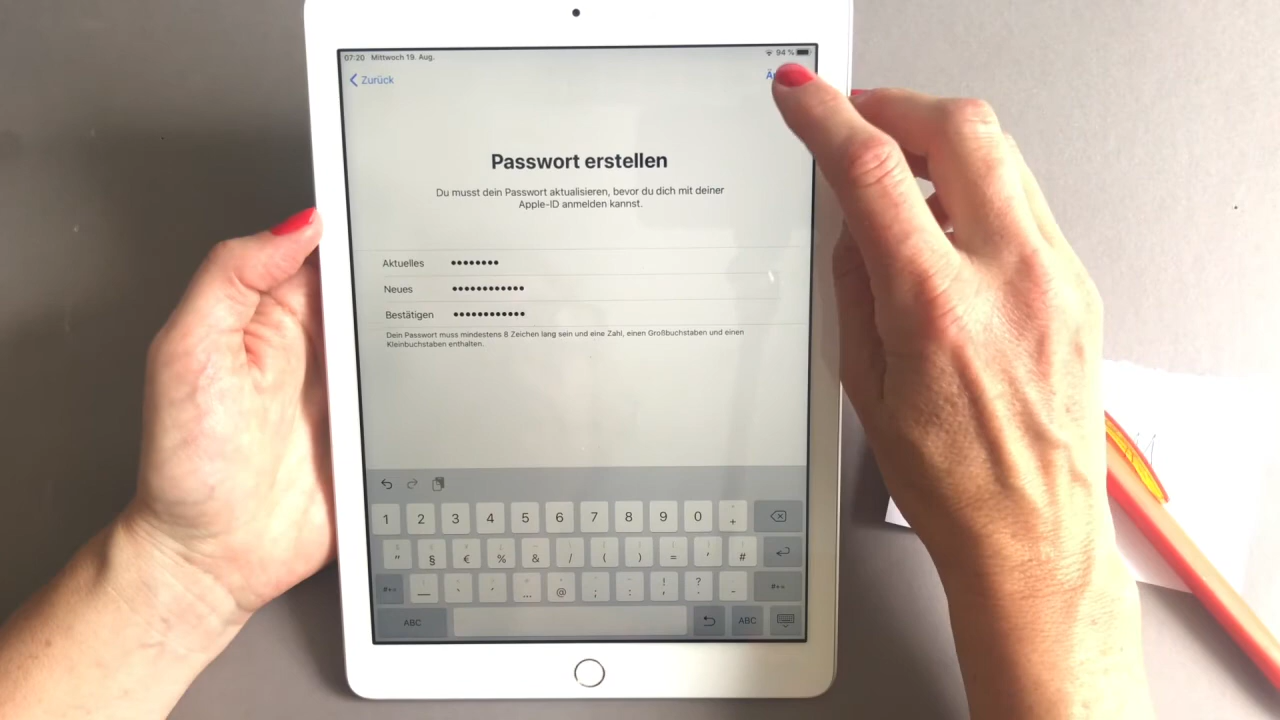 07:20 Mittwoch 19. Aug.
94 %
Zurück
Passwort erstellen
Du musst dein Passwort aktualisieren, bevor du dich mit deiner
Apple-ID anmelden kannst.
Aktuelles ••••••••
Neues ••••••••••••
Bestätigen ••••••••••••
Dein Passwort muss mindestens 8 Zeichen lang sein und eine Zahl, einen Großbuchstaben und einen
Kleinbuchstaben enthalten.
1 2 3 4 5 6 7 8 9 0 +
" § € % & / ( ) = ' #
#+= _ ` ' ... @ ; : , ? - #+=
ABC ABC